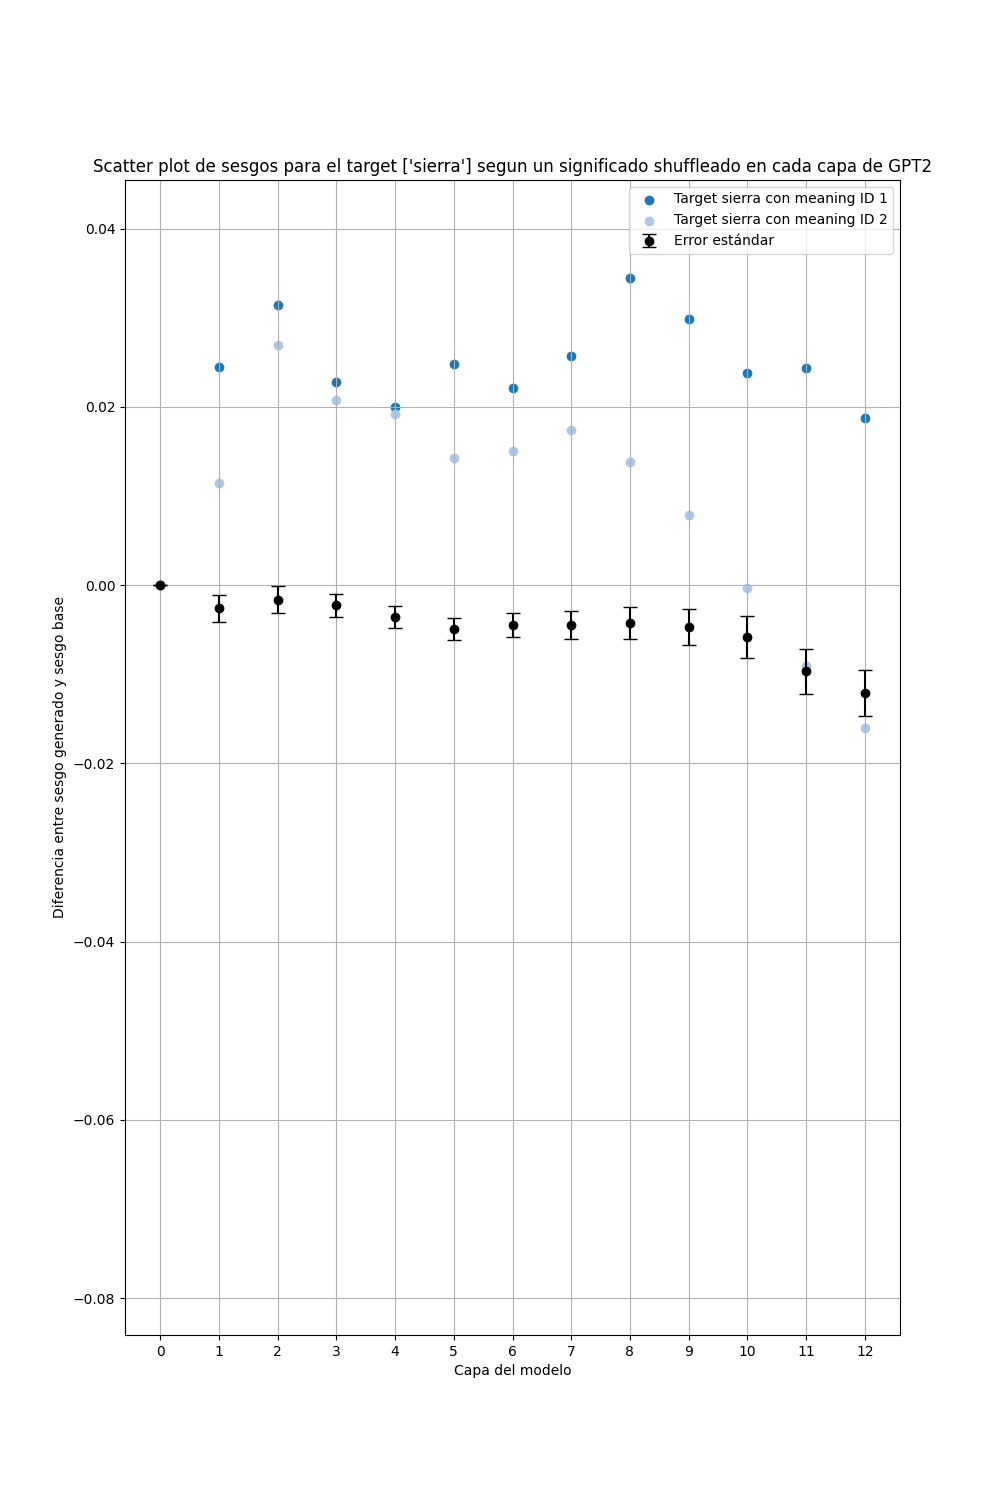 Scatter plot de sesgos para el target ['sierra'] segun un significado shuffleado en cada capa de GPT2
Target sierra con meaning ID 1
Target sierra con meaning ID 2
Error estándar
Diferencia entre sesgo generado y sesgo base
0.04
0.02
0.00
−0.02
−0.04
−0.06
−0.08
0 1 2 3 4 5 6 7 8 9 10 11 12
Capa del modelo